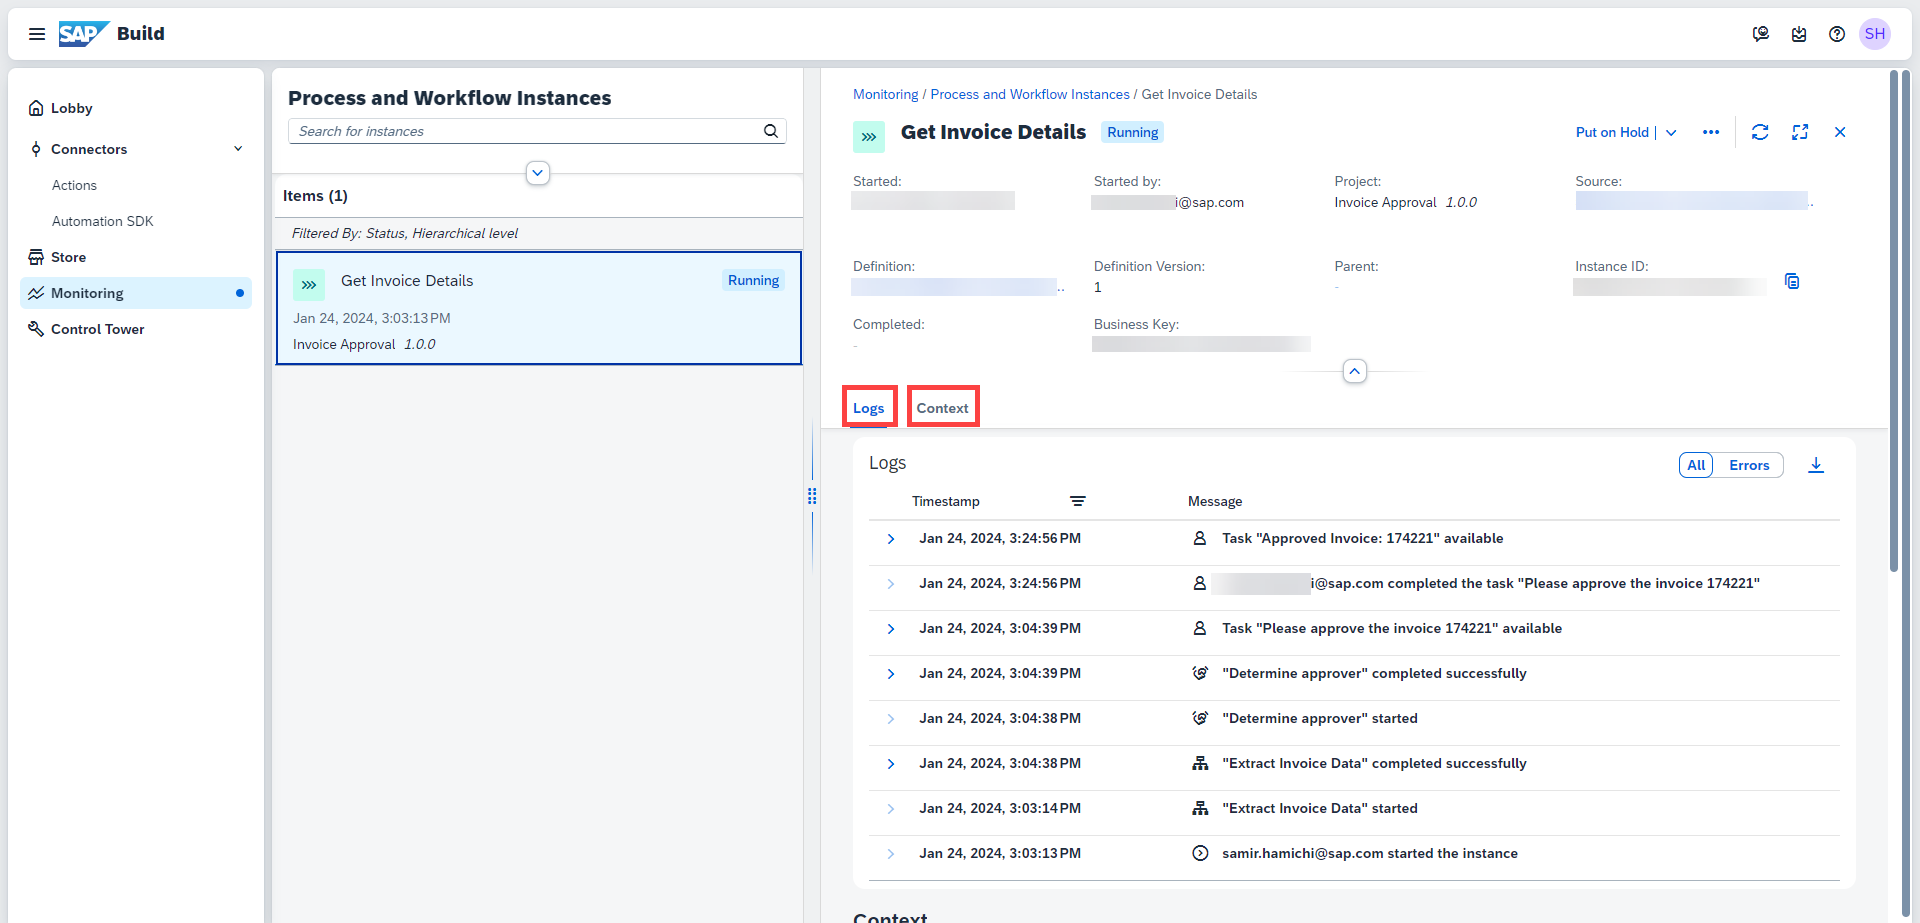 SAP Build
SH
Lobby
Connectors
Actions
Automation SDK
Store
Monitoring
Control Tower
Process and Workflow Instances
Search for instances
Items (1)
Filtered By: Status, Hierarchical level
Get Invoice Details Running
Jan 24, 2024, 3:03:13 PM
Invoice Approval 1.0.0
Monitoring / Process and Workflow Instances / Get Invoice Details
Get Invoice Details Running
Put on Hold
Started: Started by: Project: Source:
i@sap.com Invoice Approval 1.0.0 ..
Definition: Definition Version: Parent: Instance ID:
.. 1 -
Completed: Business Key:
-
Logs Context
Logs
All Errors
Timestamp Message
Jan 24, 2024, 3:24:56 PM Task "Approved Invoice: 174221" available
Jan 24, 2024, 3:24:56 PM i@sap.com completed the task "Please approve the invoice 174221"
Jan 24, 2024, 3:04:39 PM Task "Please approve the invoice 174221" available
Jan 24, 2024, 3:04:39 PM "Determine approver" completed successfully
Jan 24, 2024, 3:04:38 PM "Determine approver" started
Jan 24, 2024, 3:04:38 PM "Extract Invoice Data" completed successfully
Jan 24, 2024, 3:03:14 PM "Extract Invoice Data" started
Jan 24, 2024, 3:03:13 PM samir.hamichi@sap.com started the instance
Context